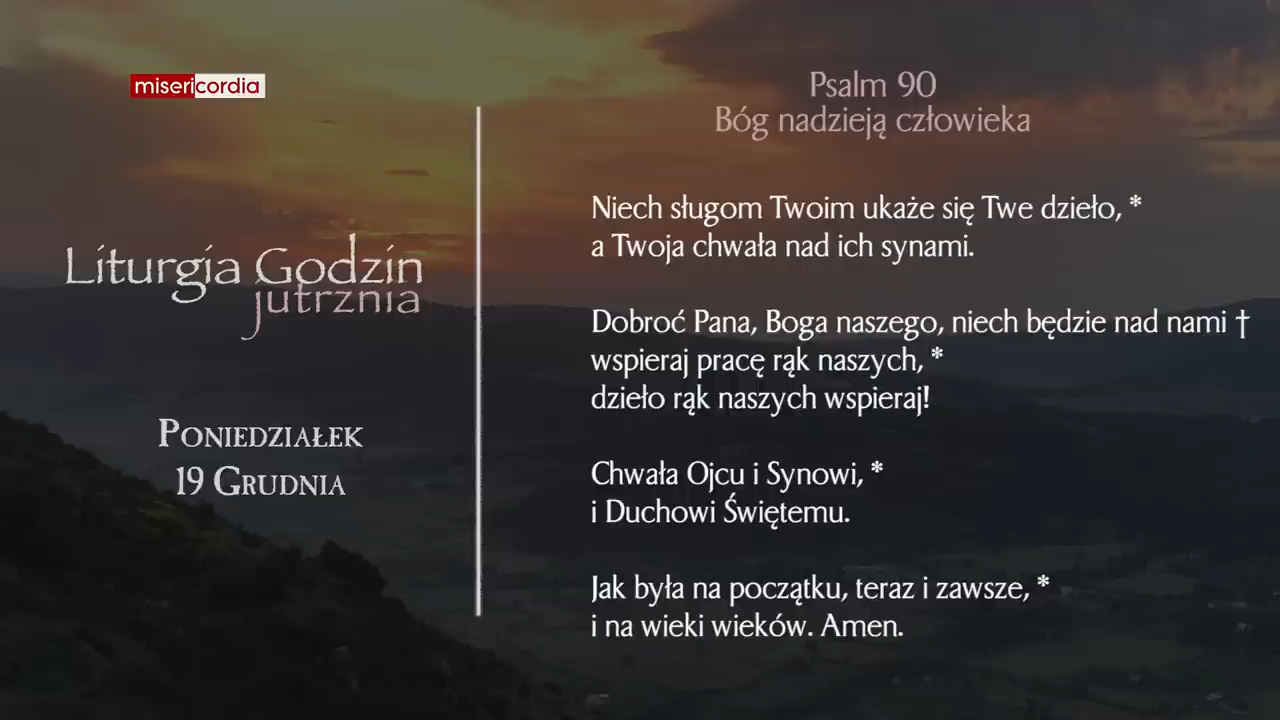 misericordia
Liturgia Godzin
jutrznia
Poniedziałek
19 Grudnia
Psalm 90
Bóg nadzieją człowieka
Niech sługom Twoim ukaże się Twe dzieło, *
a Twoja chwała nad ich synami.
Dobroć Pana, Boga naszego, niech będzie nad nami †
wspieraj pracę rąk naszych, *
dzieło rąk naszych wspieraj!
Chwała Ojcu i Synowi, *
i Duchowi Świętemu.
Jak była na początku, teraz i zawsze, *
i na wieki wieków. Amen.